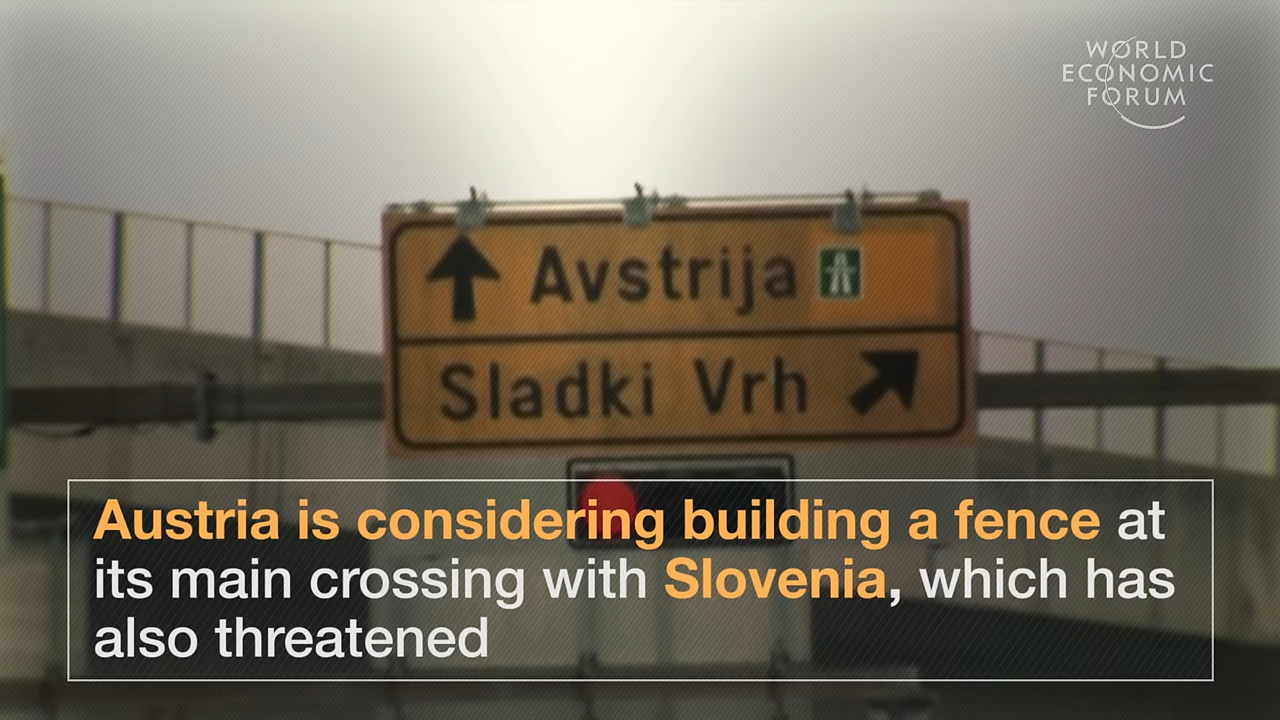 WORLD
ECONOMIC
FORUM
Avstrija
Sladki Vrh
Austria is considering building a fence at
its main crossing with Slovenia, which has
also threatened